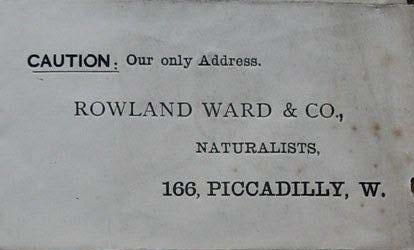 CAUTION: Our only Address.
ROWLAND WARD & CO.,
NATURALISTS,
166, PICCADILLY, W.